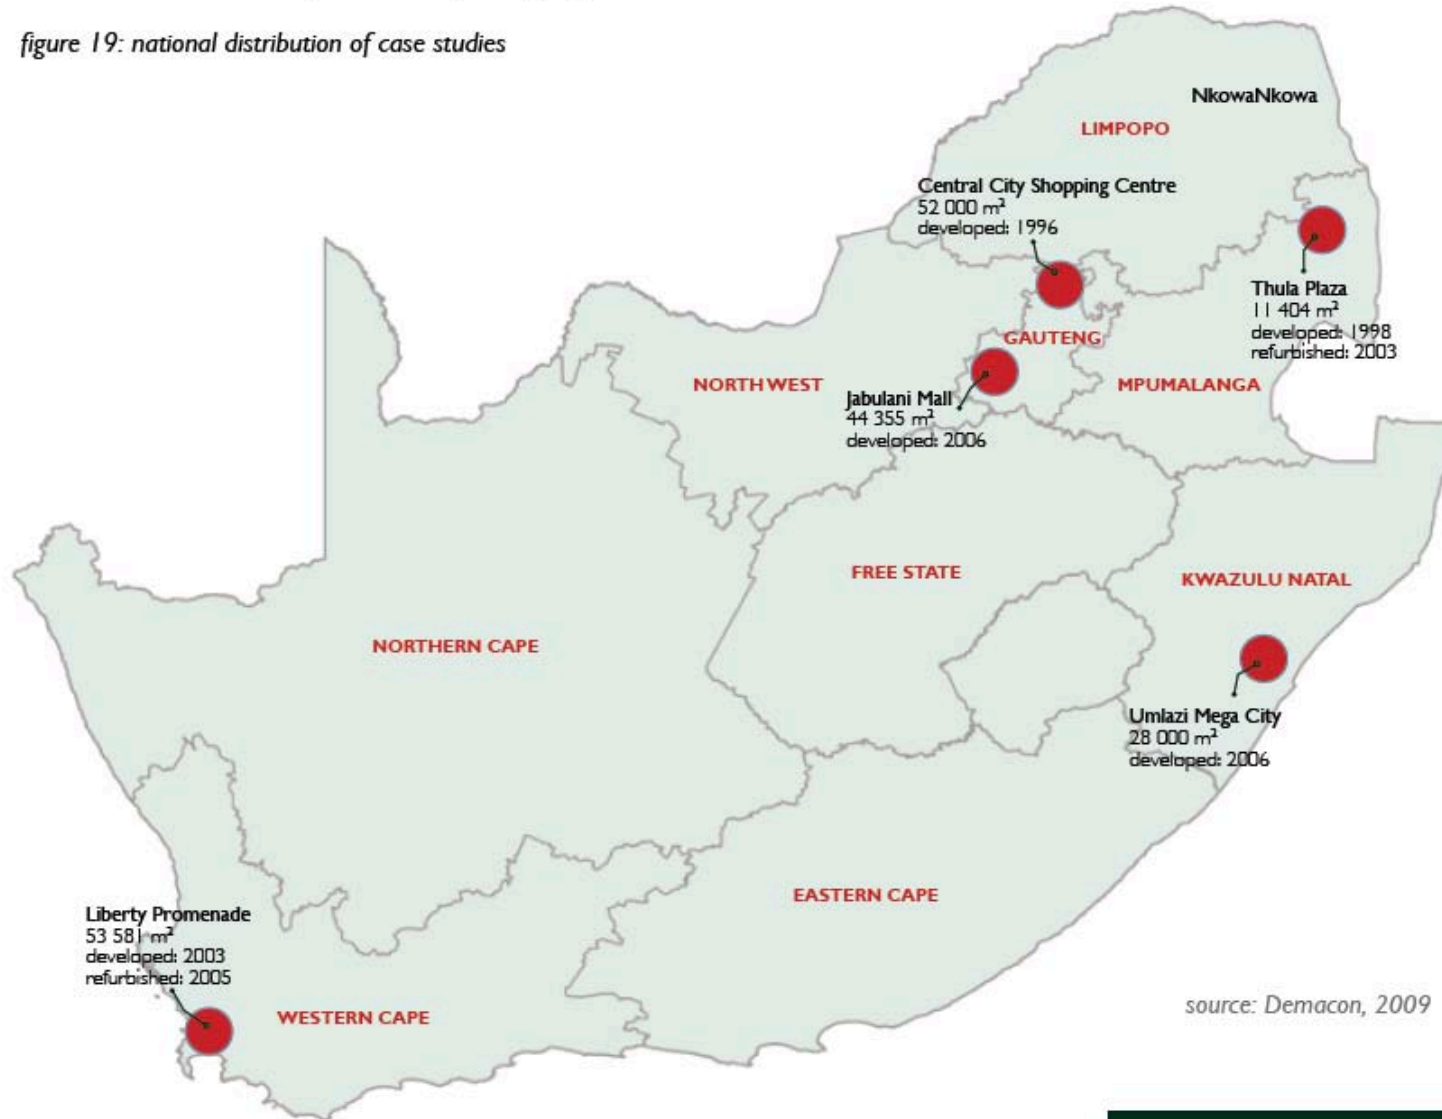 figure 19: national distribution of case studies
NkowaNkowa
LIMPOPO
Central City Shopping Centre
52 000 m²
developed: 1996
Thula Plaza
11 404 m²
developed: 1998
refurbished: 2003
GAUTENG
NORTH WEST
MPUMALANGA
Jabulani Mall
44 355 m²
developed: 2006
FREE STATE
KWAZULU NATAL
NORTHERN CAPE
Umlazi Mega City
28 000 m²
developed: 2006
EASTERN CAPE
Liberty Promenade
53 581 m²
developed: 2003
refurbished: 2005
WESTERN CAPE
source: Demacon, 2009